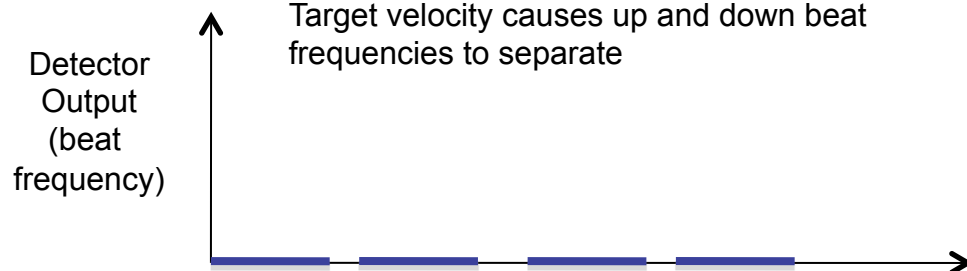 Target velocity causes up and down beat
frequencies to separate
Detector
Output
(beat
frequency)